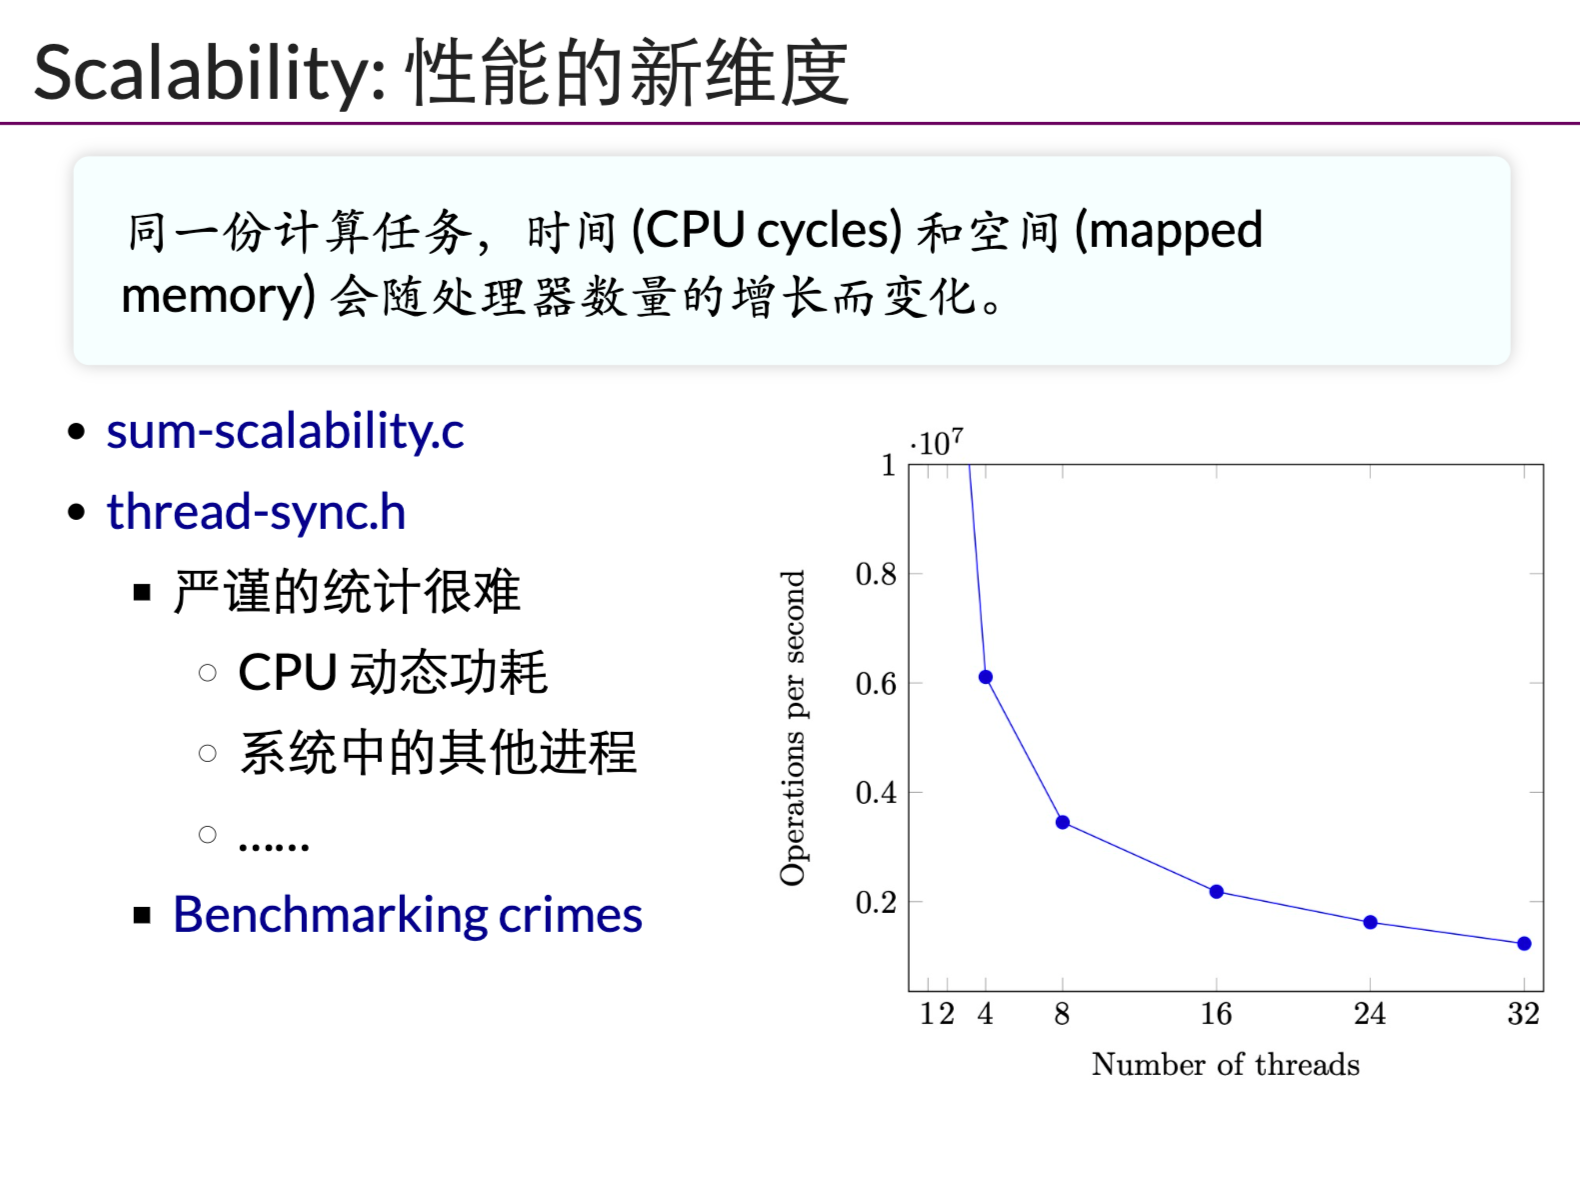 Scalability: 性能的新维度
同一份计算任务，时间 (CPU cycles) 和空间 (mapped
memory) 会随处理器数量的增长而变化。
• sum-scalability.c
• thread-sync.h
▪ 严谨的统计很难
○ CPU 动态功耗
○ 系统中的其他进程
○ ……
▪ Benchmarking crimes
·10⁷
1
0.8
0.6
0.4
0.2
Operations per second
1 2 4 8 16 24 32
Number of threads